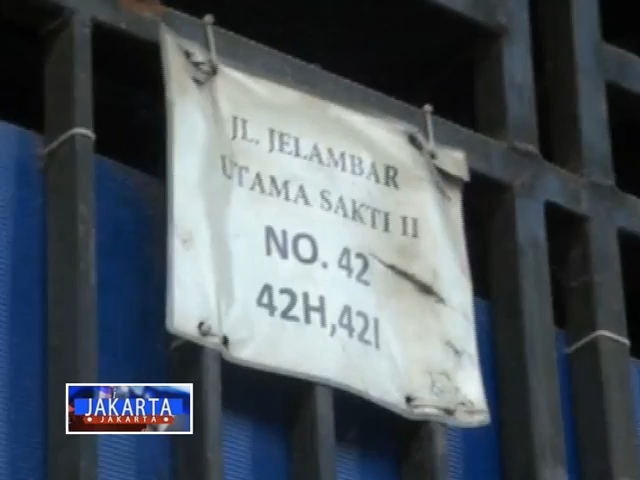 JL. JELAMBAR
UTAMA SAKTI II
NO. 42
42H,42I
JAKARTA
JAKARTA